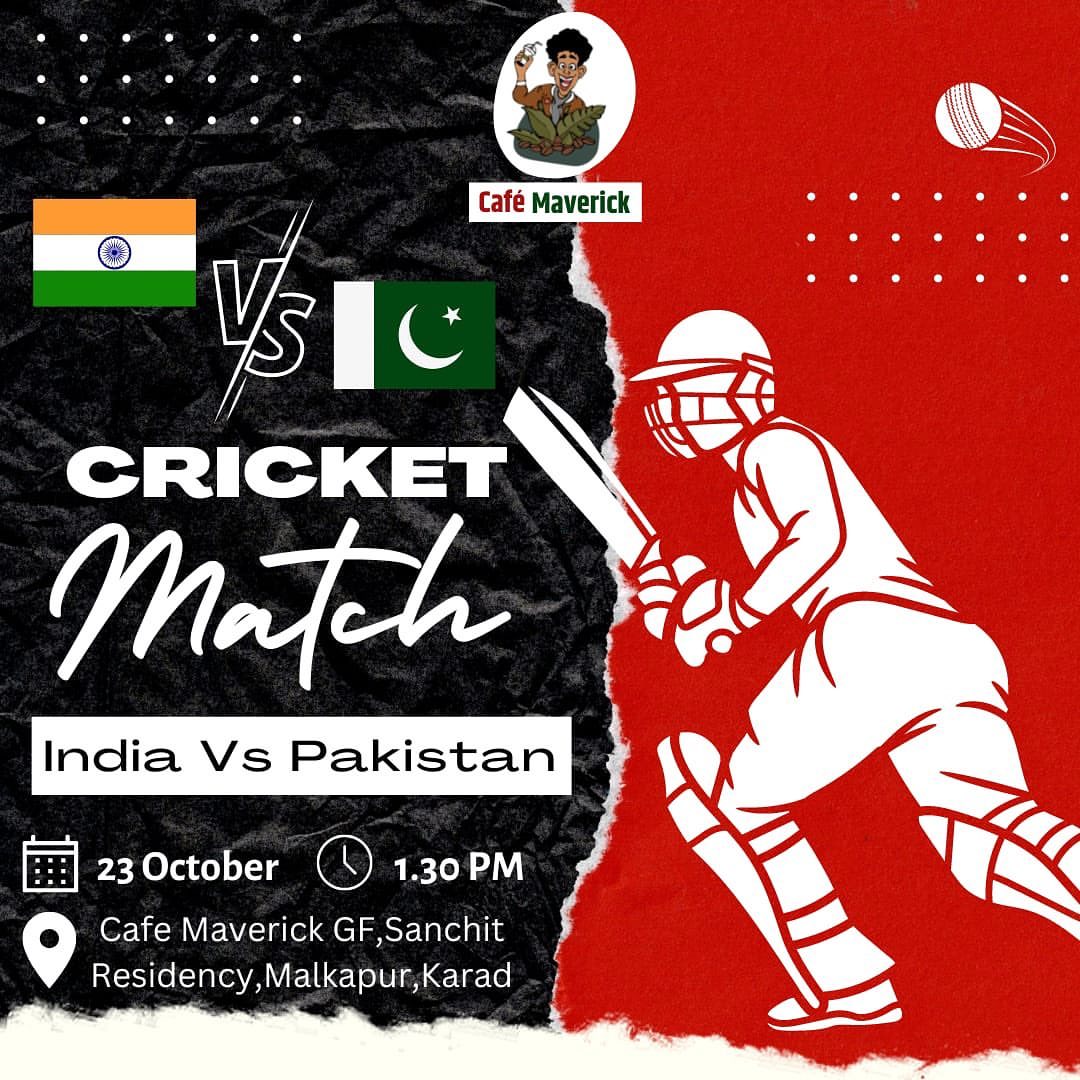 Café Maverick
VS
CRICKET
Match
India Vs Pakistan
23 October
1.30 PM
Cafe Maverick GF,Sanchit
Residency,Malkapur,Karad